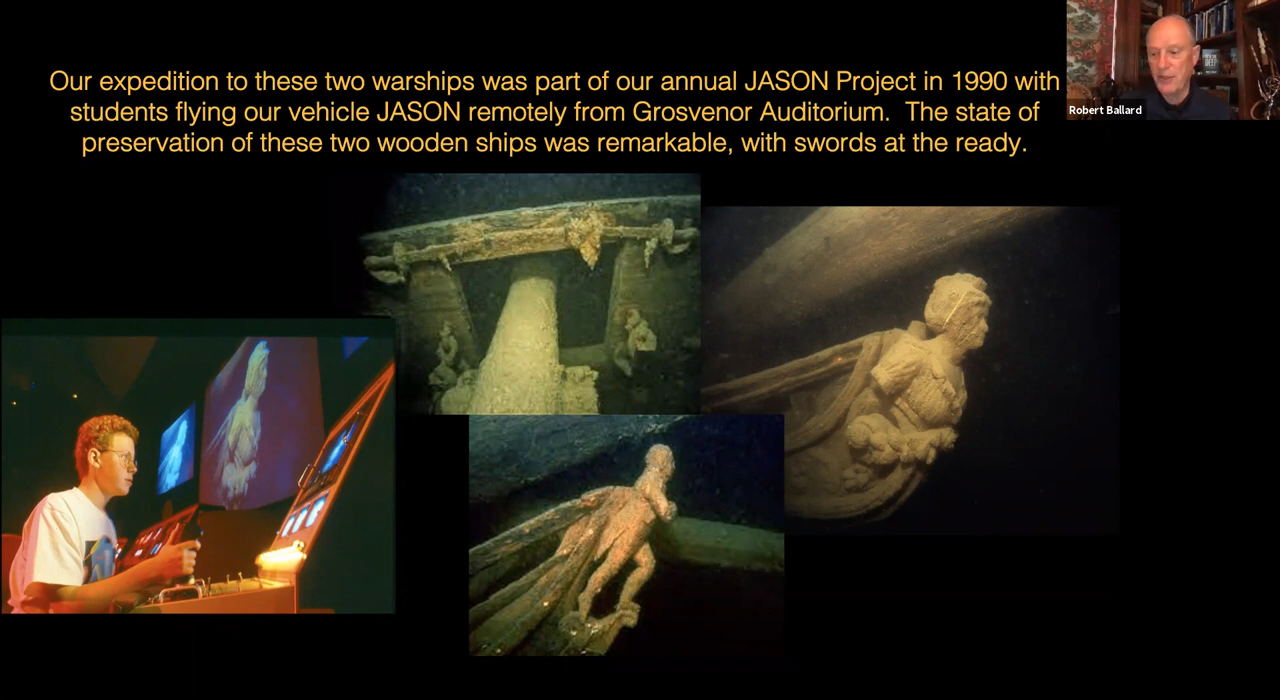 Our expedition to these two warships was part of our annual JASON Project in 1990 with
students flying our vehicle JASON remotely from Grosvenor Auditorium.  The state of
preservation of these two wooden ships was remarkable, with swords at the ready.
Robert Ballard